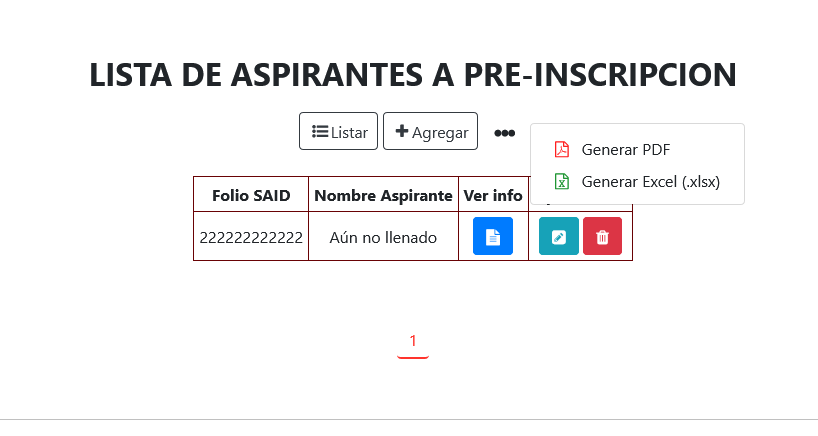 LISTA DE ASPIRANTES A PRE-INSCRIPCION
Listar Agregar
Generar PDF
Generar Excel (.xlsx)
Folio SAID Nombre Aspirante Ver info
222222222222 Aún no llenado
1